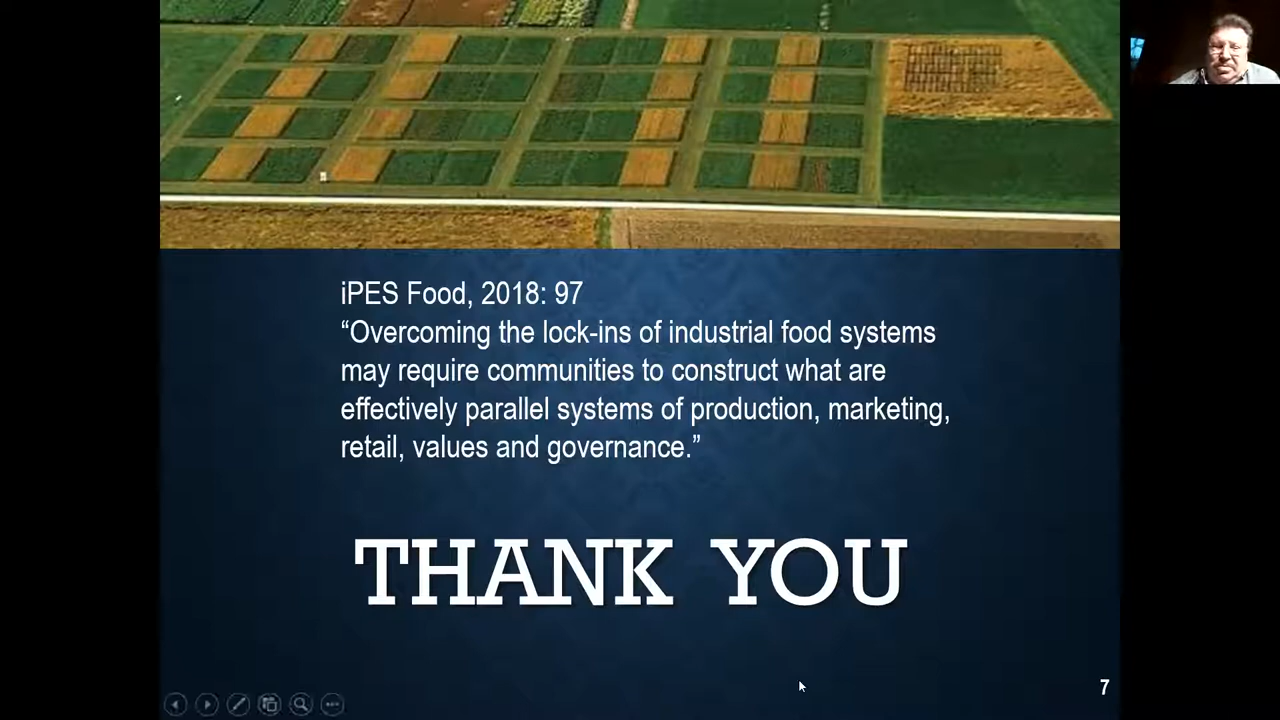 iPES Food, 2018: 97
“Overcoming the lock-ins of industrial food systems
may require communities to construct what are
effectively parallel systems of production, marketing,
retail, values and governance.”
THANK YOU
7